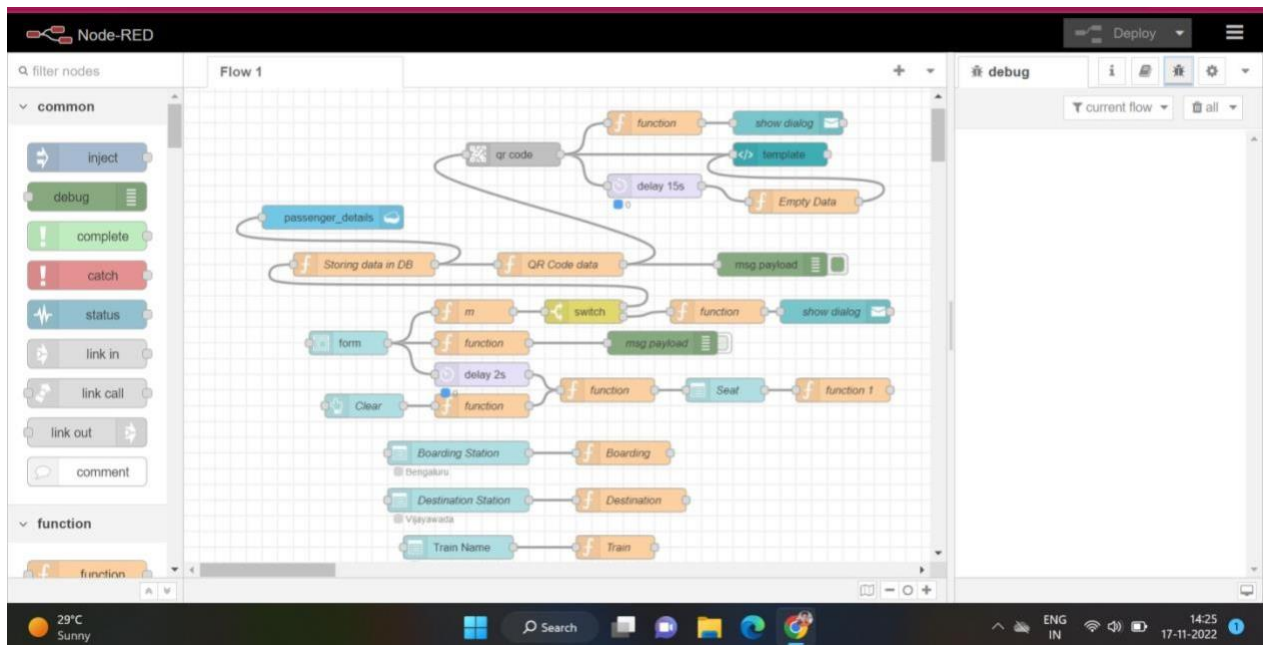 Node-RED
Deploy
filter nodes
Flow 1
debug
i
current flow
all
common
inject
debug
complete
catch
status
link in
link call
link out
comment
function
function
function
show dialog
qr code
template
delay 15s
0
Empty Data
passenger_details
Storing data in DB
QR Code data
msg.payload
m
switch
function
show dialog
form
function
msg.payload
delay 2s
0
function
Seat
function 1
Clear
function
Boarding Station
Boarding
Bengaluru
Destination Station
Destination
Vijayawada
Train Name
Train
29°C
Sunny
Search
ENG
IN
14:25
17-11-2022
1